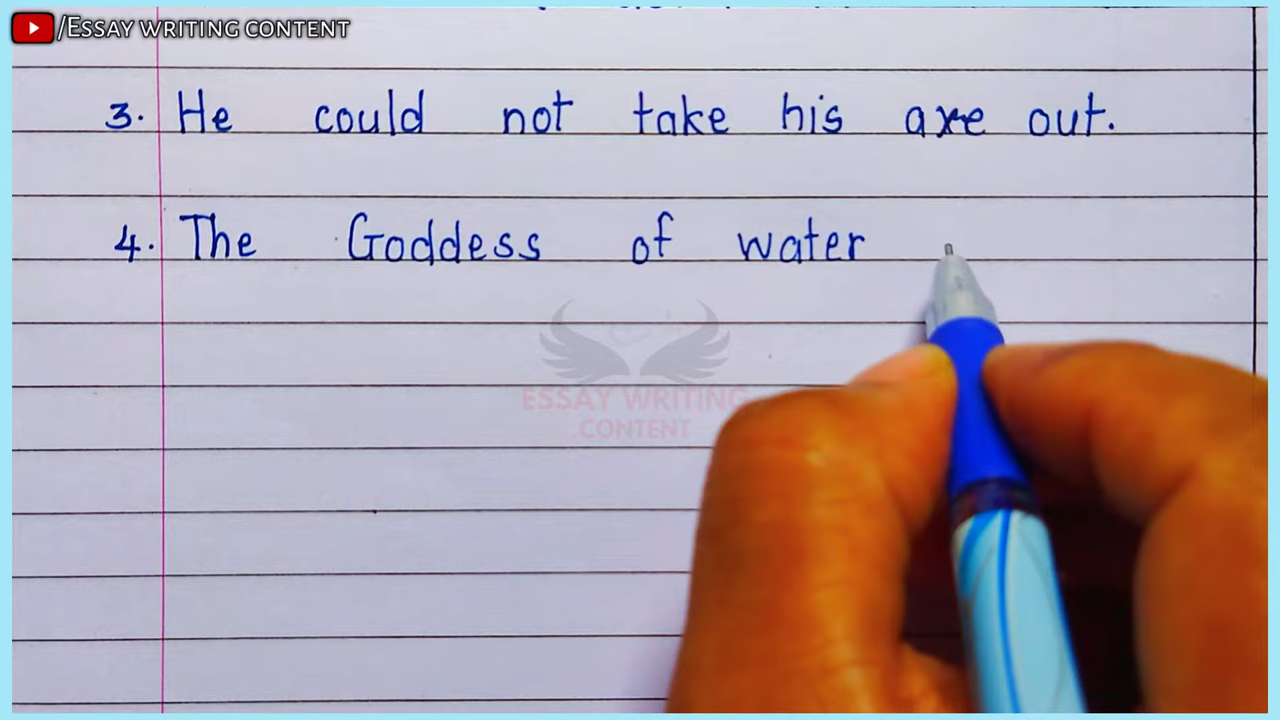 /ESSAY WRITING CONTENT
3. He could not take his axe out.
4. The Goddess of water
ESSAY WRITING
CONTENT